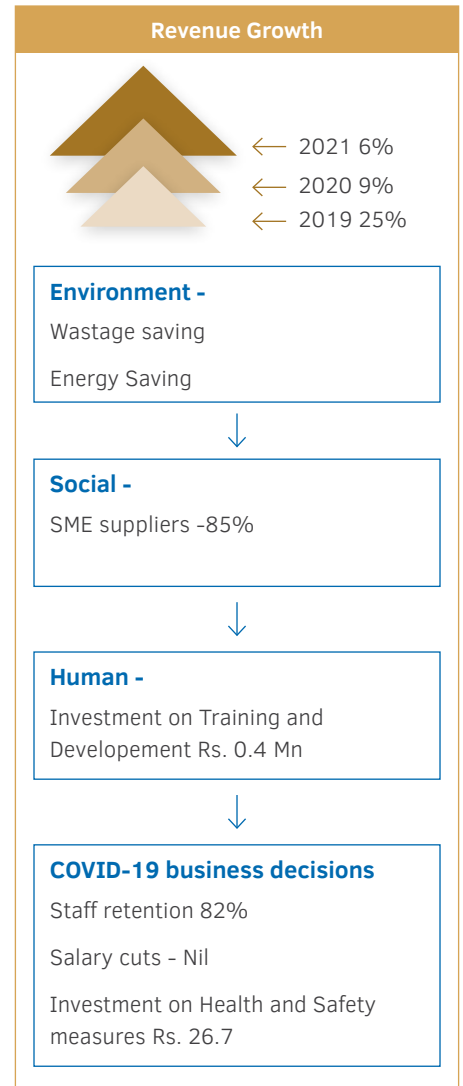 Revenue Growth
2021 6%
2020 9%
2019 25%
Environment -
Wastage saving
Energy Saving
Social -
SME suppliers -85%
Human -
Investment on Training and
Developement Rs. 0.4 Mn
COVID-19 business decisions
Staff retention 82%
Salary cuts - Nil
Investment on Health and Safety
measures Rs. 26.7